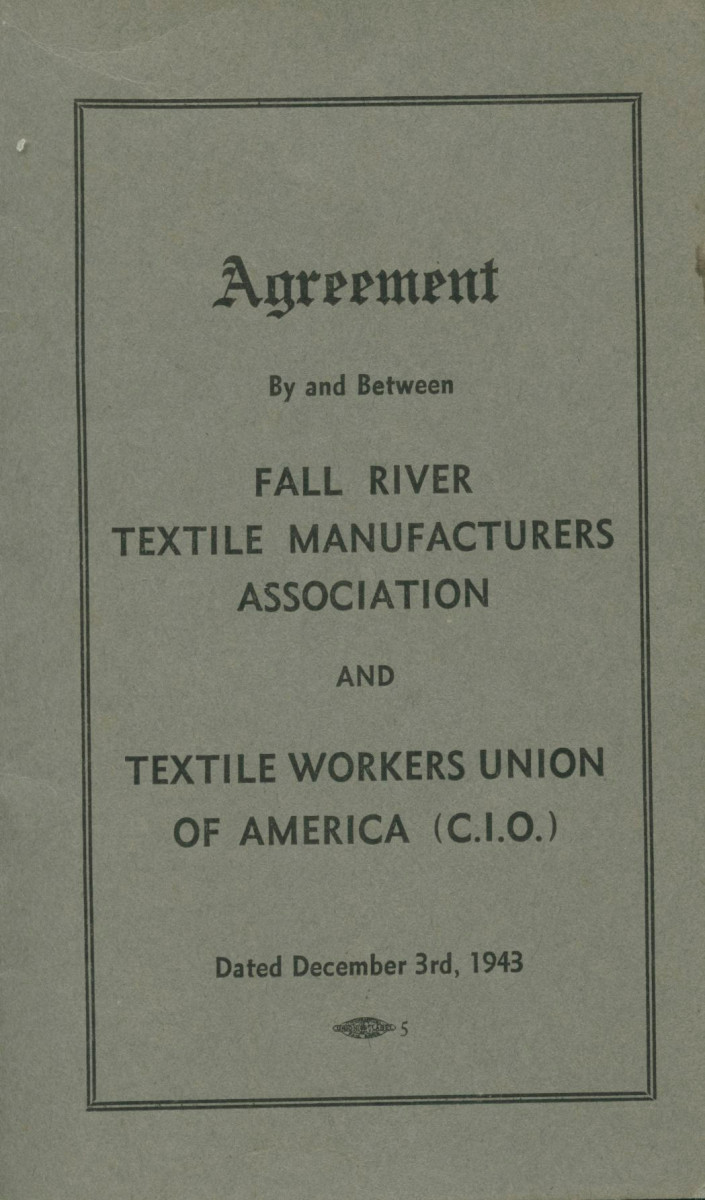 Agreement
By and Between
FALL RIVER
TEXTILE MANUFACTURERS
ASSOCIATION
AND
TEXTILE WORKERS UNION
OF AMERICA (C.I.O.)
Dated December 3rd, 1943
5